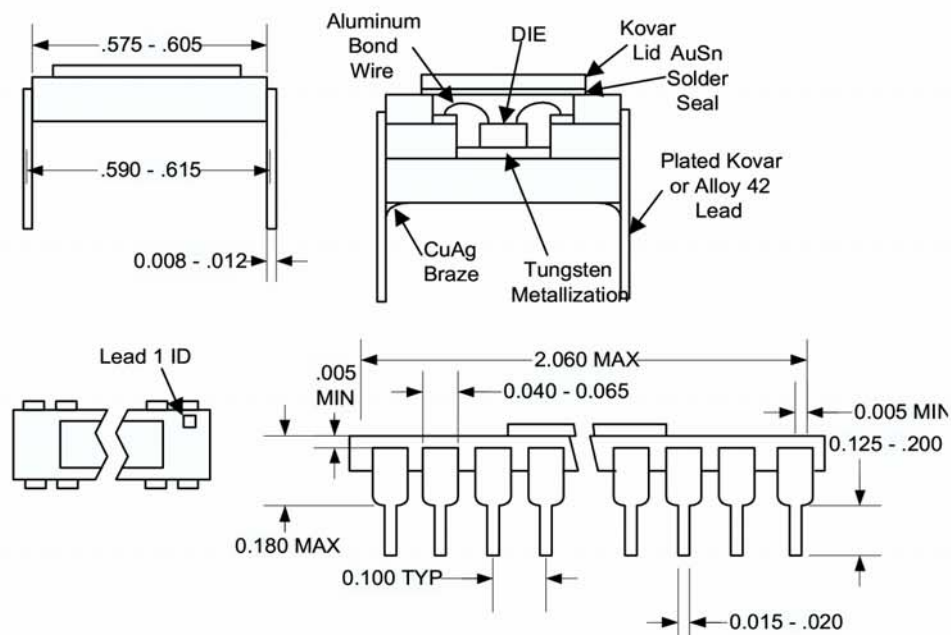 .575 - .605
.590 - .615
0.008 - .012
Aluminum
Bond
Wire
DIE
Kovar
Lid AuSn
Solder
Seal
Plated Kovar
or Alloy 42
Lead
CuAg
Braze
Tungsten
Metallization
Lead 1 ID
2.060 MAX
.005
MIN
0.040 - 0.065
0.005 MIN
0.125 - .200
0.180 MAX
0.100 TYP
0.015 - .020